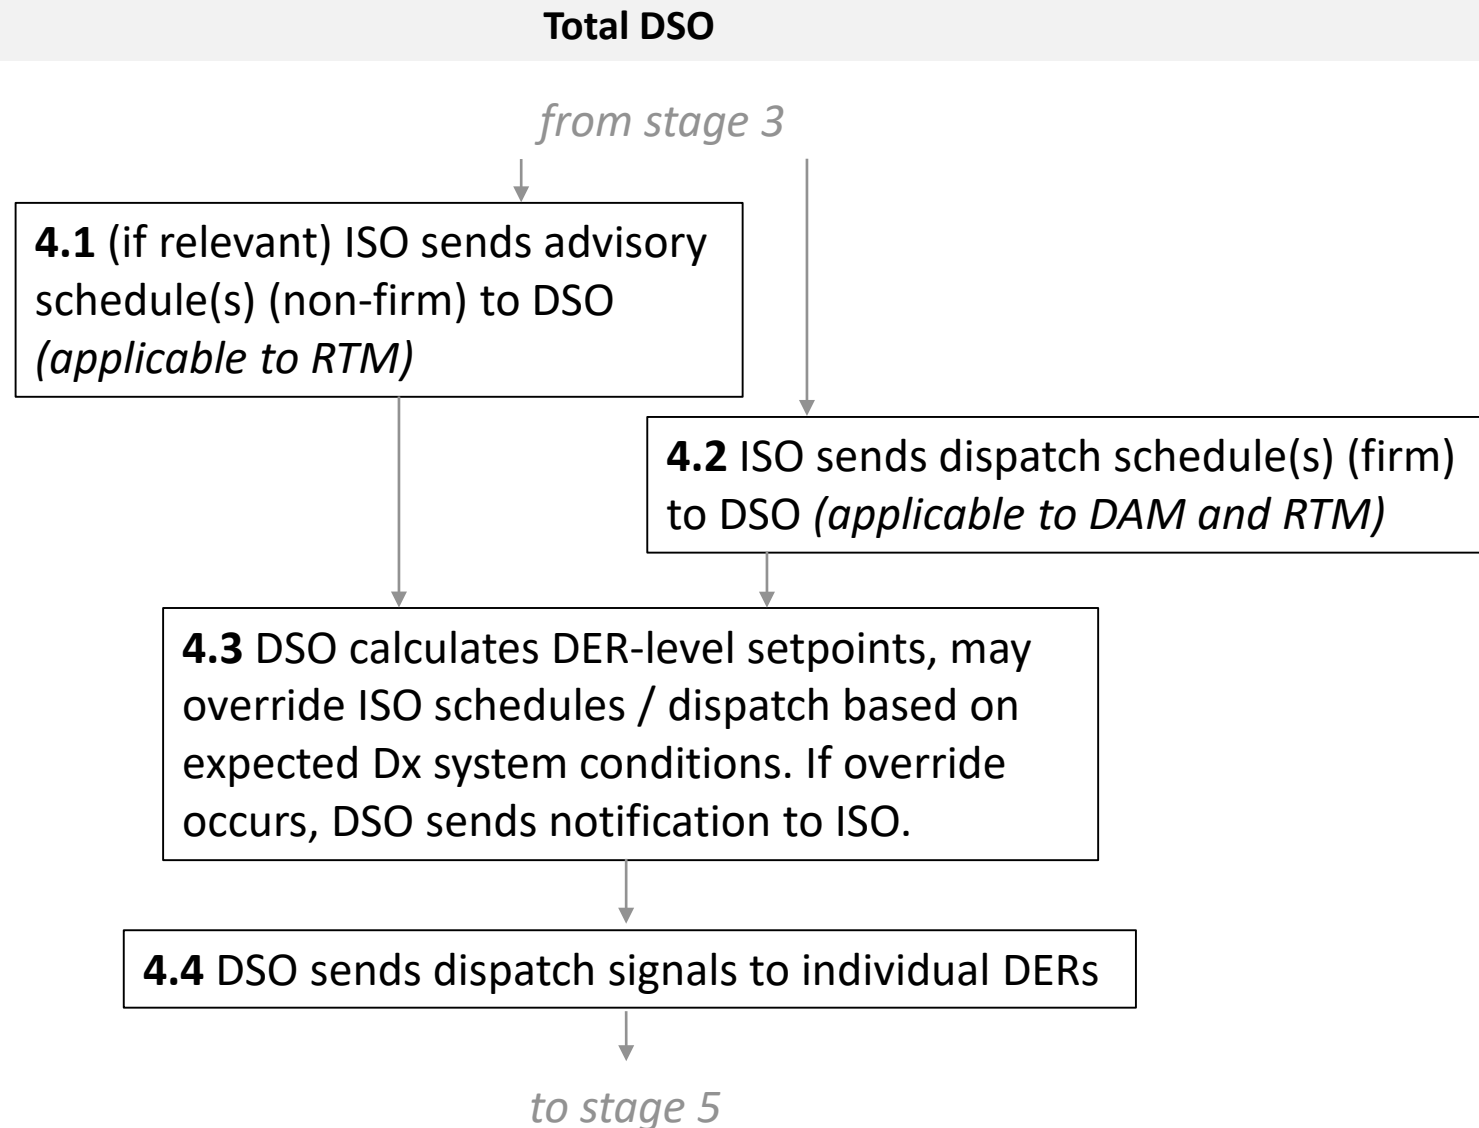 Total DSO
from stage 3
4.1 (if relevant) ISO sends advisory
schedule(s) (non-firm) to DSO
(applicable to RTM)
4.2 ISO sends dispatch schedule(s) (firm)
to DSO (applicable to DAM and RTM)
4.3 DSO calculates DER-level setpoints, may
override ISO schedules / dispatch based on
expected Dx system conditions. If override
occurs, DSO sends notification to ISO.
4.4 DSO sends dispatch signals to individual DERs
to stage 5